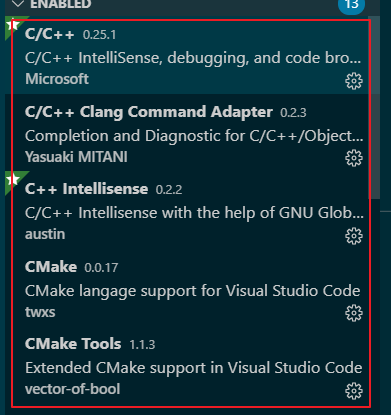 ENABLED
13
C/C++ 0.25.1
C/C++ IntelliSense, debugging, and code bro...
Microsoft
C/C++ Clang Command Adapter 0.2.3
Completion and Diagnostic for C/C++/Object...
Yasuaki MITANI
C++ Intellisense 0.2.2
C/C++ Intellisense with the help of GNU Glob...
austin
CMake 0.0.17
CMake langage support for Visual Studio Code
twxs
CMake Tools 1.1.3
Extended CMake support in Visual Studio Code
vector-of-bool